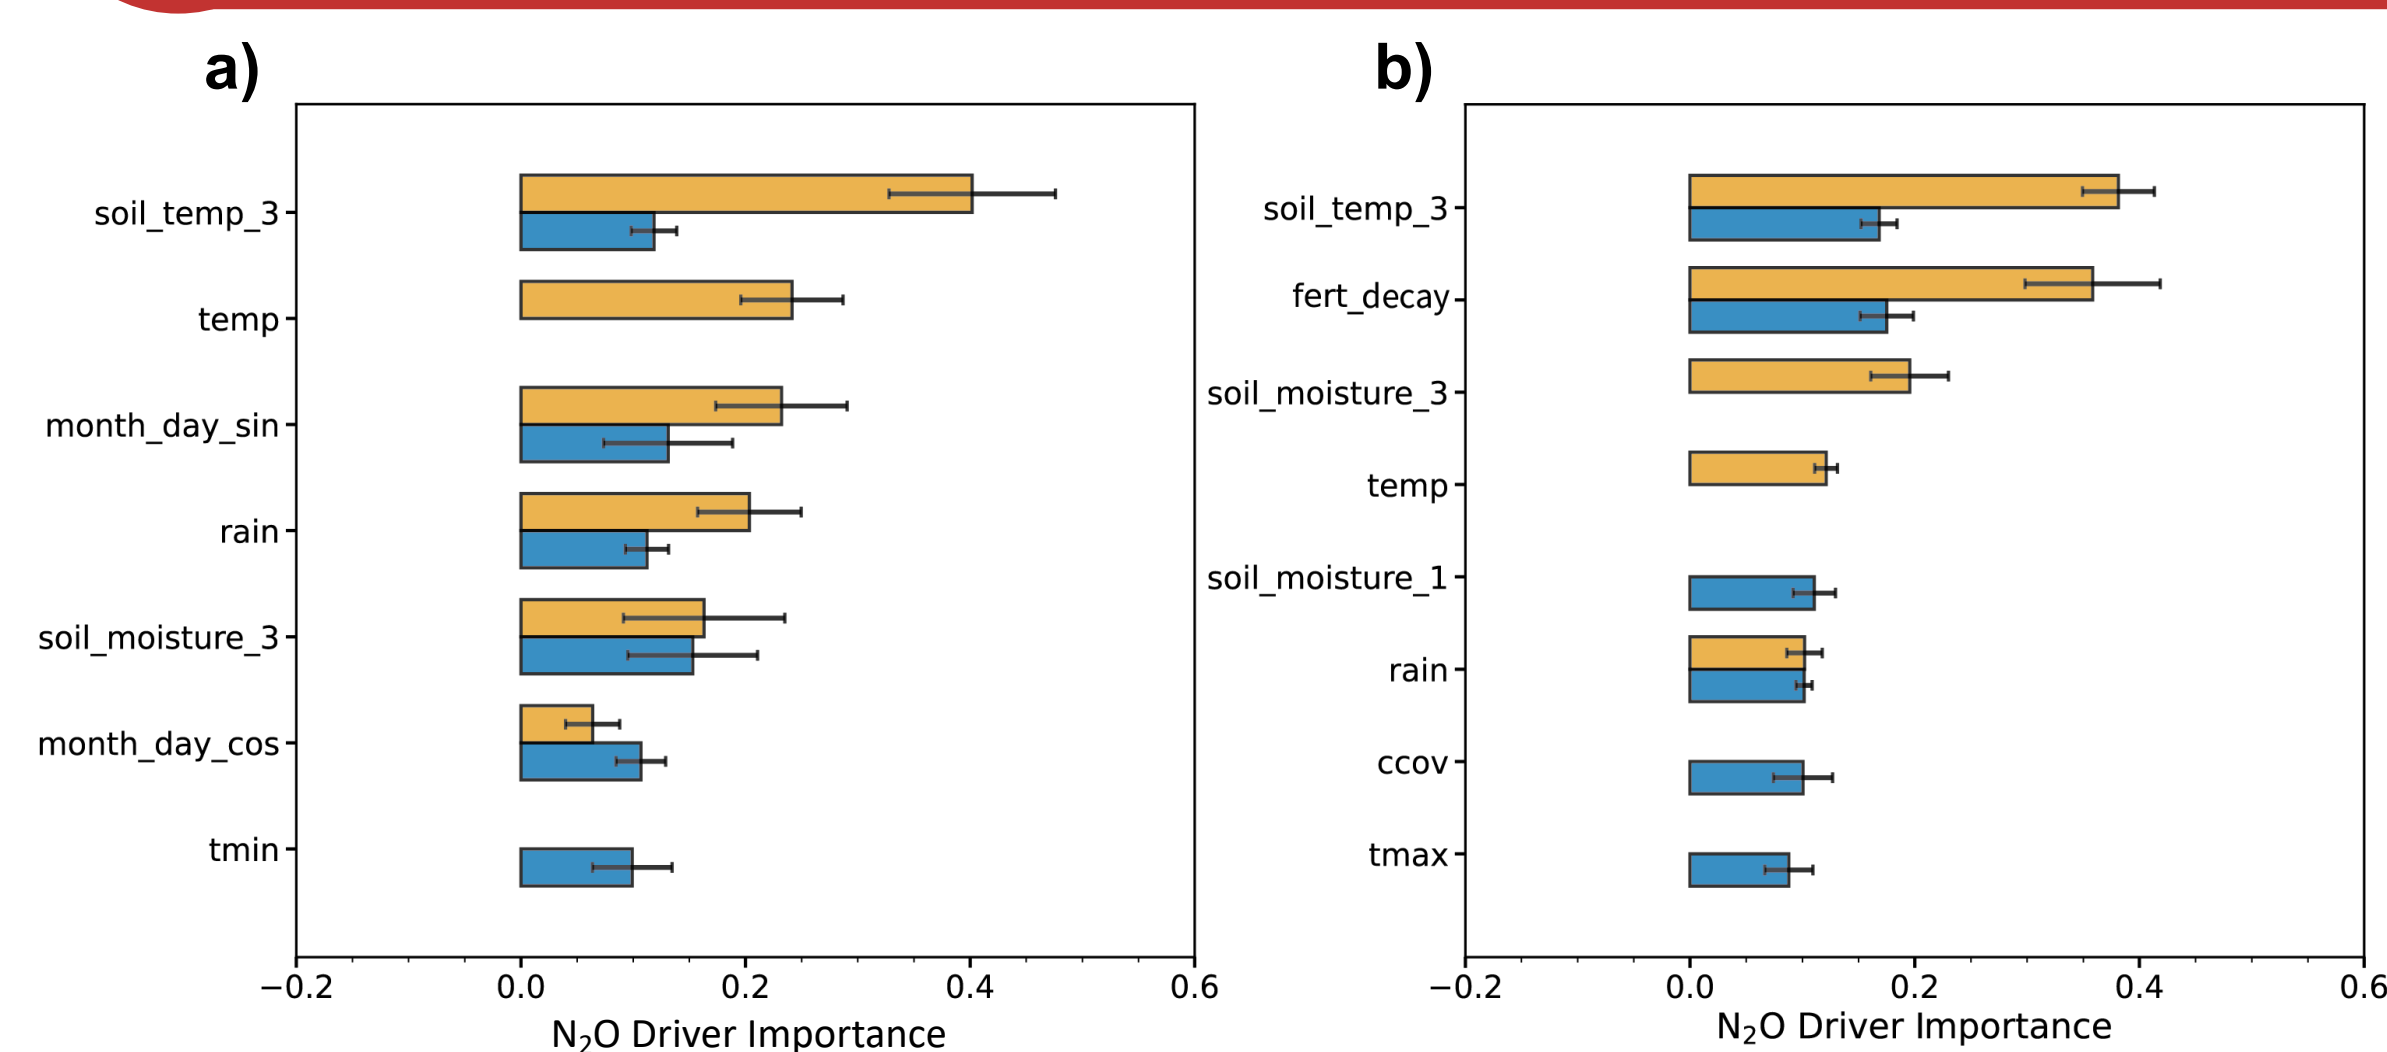 a)
soil_temp_3
temp
month_day_sin
rain
soil_moisture_3
month_day_cos
tmin
−0.2 0.0 0.2 0.4 0.6
N₂O Driver Importance
b)
soil_temp_3
fert_decay
soil_moisture_3
temp
soil_moisture_1
rain
ccov
tmax
−0.2 0.0 0.2 0.4 0.6
N₂O Driver Importance